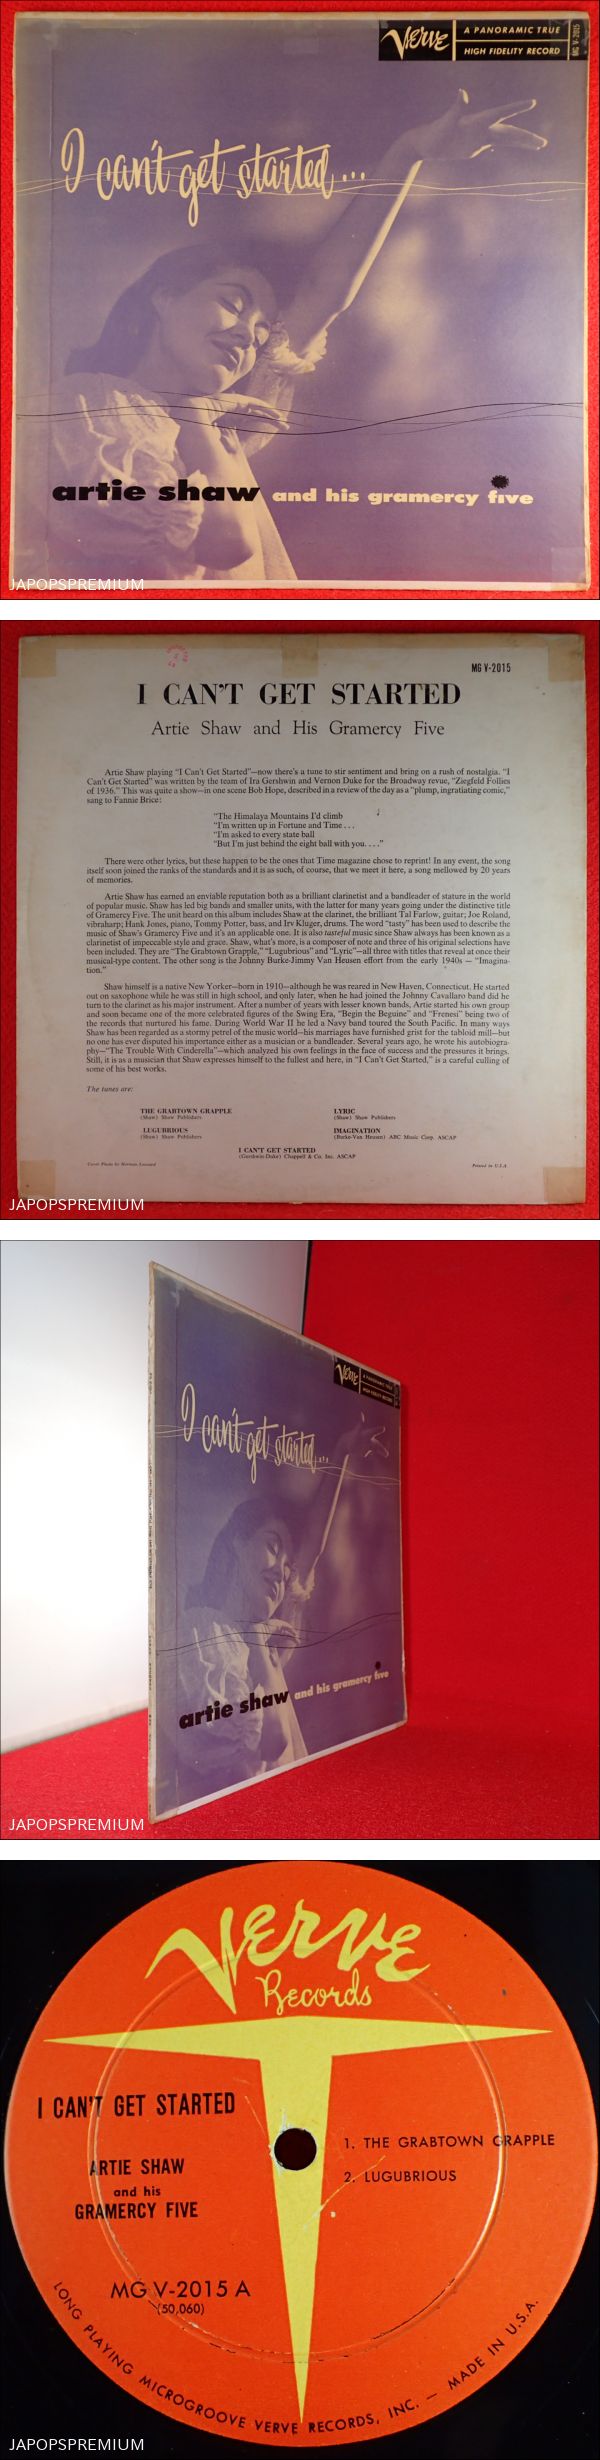 Verve
A PANORAMIC TRUE
HIGH FIDELITY RECORD
MG V-2015
I can't get started...
artie shaw and his gramercy five
JAPOPSPREMIUM
MG V-2015
I CAN'T GET STARTED
Artie Shaw and His Gramercy Five
Artie Shaw playing "I Can't Get Started"—now there's a tune to stir sentiment and bring on a rush of nostalgia. "I
Can't Get Started" was written by the team of Ira Gershwin and Vernon Duke for the Broadway revue, "Ziegfeld Follies
of 1936." This was quite a show—in one scene Bob Hope, described in a review of the day as a "plump, ingratiating comic,"
sang to Fannie Brice:
"The Himalaya Mountains I'd climb
"I'm written up in Fortune and Time . . .
"I'm asked to every state ball
"But I'm just behind the eight ball with you. . . ."
There were other lyrics, but these happen to be the ones that Time magazine chose to reprint! In any event, the song
itself soon joined the ranks of the standards and it is as such, of course, that we meet it here, a song mellowed by 20 years
of memories.
Artie Shaw has earned an enviable reputation both as a brilliant clarinetist and a bandleader of stature in the world
of popular music. Shaw has led big bands and smaller units, with the latter for many years going under the distinctive title
of Gramercy Five. The unit heard on this album includes Shaw at the clarinet, the brilliant Tal Farlow, guitar; Joe Roland,
vibraharp; Hank Jones, piano, Tommy Potter, bass, and Irv Kluger, drums. The word "tasty" has been used to describe the
music of Shaw's Gramercy Five and it's an applicable one. It is also tasteful music since Shaw always has been known as a
clarinetist of impeccable style and grace. Shaw, what's more, is a composer of note and three of his original selections have
been included. They are "The Grabtown Grapple," "Lugubrious" and "Lyric"—all three with titles that reveal at once their
musical-type content. The other song is the Johnny Burke-Jimmy Van Heusen effort from the early 1940s — "Imagina-
tion."
Shaw himself is a native New Yorker—born in 1910—although he was reared in New Haven, Connecticut. He started
out on saxophone while he was still in high school, and only later, when he had joined the Johnny Cavallaro band did he
turn to the clarinet as his major instrument. After a number of years with lesser known bands, Artie started his own group
and soon became one of the more celebrated figures of the Swing Era, "Begin the Beguine" and "Frenesi" being two of
the records that nurtured his fame. During World War II he led a Navy band toured the South Pacific. In many ways
Shaw has been regarded as a stormy petrel of the music world—his marriages have furnished grist for the tabloid mill—but
no one has ever disputed his importance either as a musician or a bandleader. Several years ago, he wrote his autobiogra-
phy—"The Trouble With Cinderella"—which analyzed his own feelings in the face of success and the pressures it brings.
Still, it is as a musician that Shaw expresses himself to the fullest and here, in "I Can't Get Started," is a careful culling of
some of his best works.
The tunes are:
THE GRABTOWN GRAPPLE
(Shaw) Shaw Publishers
LYRIC
(Shaw) Shaw Publishers
LUGUBRIOUS
(Shaw) Shaw Publishers
IMAGINATION
(Burke-Van Heusen) ABC Music Corp. ASCAP
I CAN'T GET STARTED
(Gershwin-Duke) Chappell & Co. Inc. ASCAP
Cover Photo by Herman Leonard
Printed in U.S.A.
JAPOPSPREMIUM
Verve
A PANORAMIC TRUE
HIGH FIDELITY RECORD
I can't get started...
artie shaw and his gramercy five
JAPOPSPREMIUM
Verve
Records
I CAN'T GET STARTED
ARTIE SHAW
and his
GRAMERCY FIVE
1. THE GRABTOWN GRAPPLE
2. LUGUBRIOUS
MG V-2015 A
(50,060)
LONG PLAYING MICROGROOVE VERVE RECORDS, INC. — MADE IN U.S.A.
JAPOPSPREMIUM